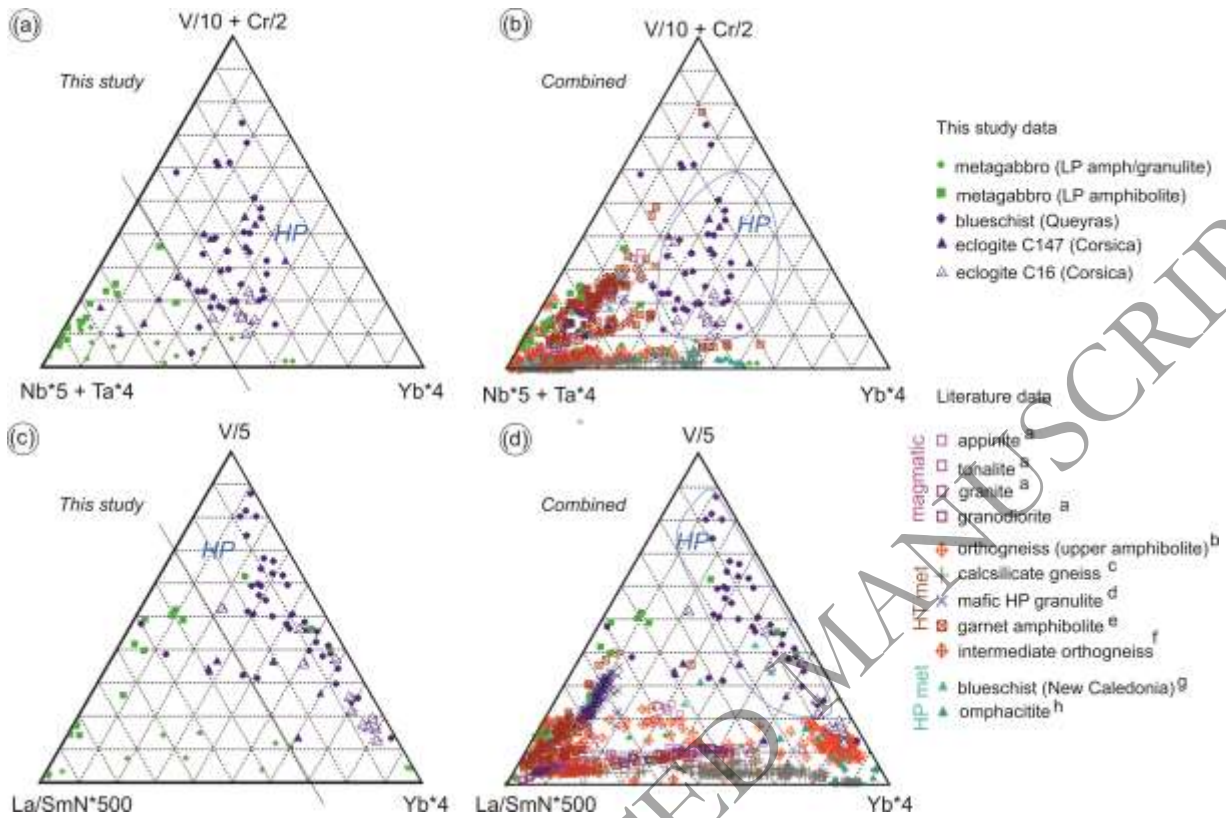 (a)
V/10 + Cr/2
This study
HP
Nb*5 + Ta*4
Yb*4
(b)
V/10 + Cr/2
Combined
HP
Nb*5 + Ta*4
Yb*4
This study data
metagabbro (LP amph/granulite)
metagabbro (LP amphibolite)
blueschist (Queyras)
eclogite C147 (Corsica)
eclogite C16 (Corsica)
(c)
V/5
This study
HP
La/SmN*500
Yb*4
(d)
V/5
Combined
HP
La/SmN*500
Yb*4
Literature data
magmatic
appinite a
tonalite a
granite a
granodiorite a
HT met
orthogneiss (upper amphibolite) b
calcsilicate gneiss c
mafic HP granulite d
garnet amphibolite e
intermediate orthogneiss f
HP met
blueschist (New Caledonia) g
omphacitite h
ED MANUSCRIP